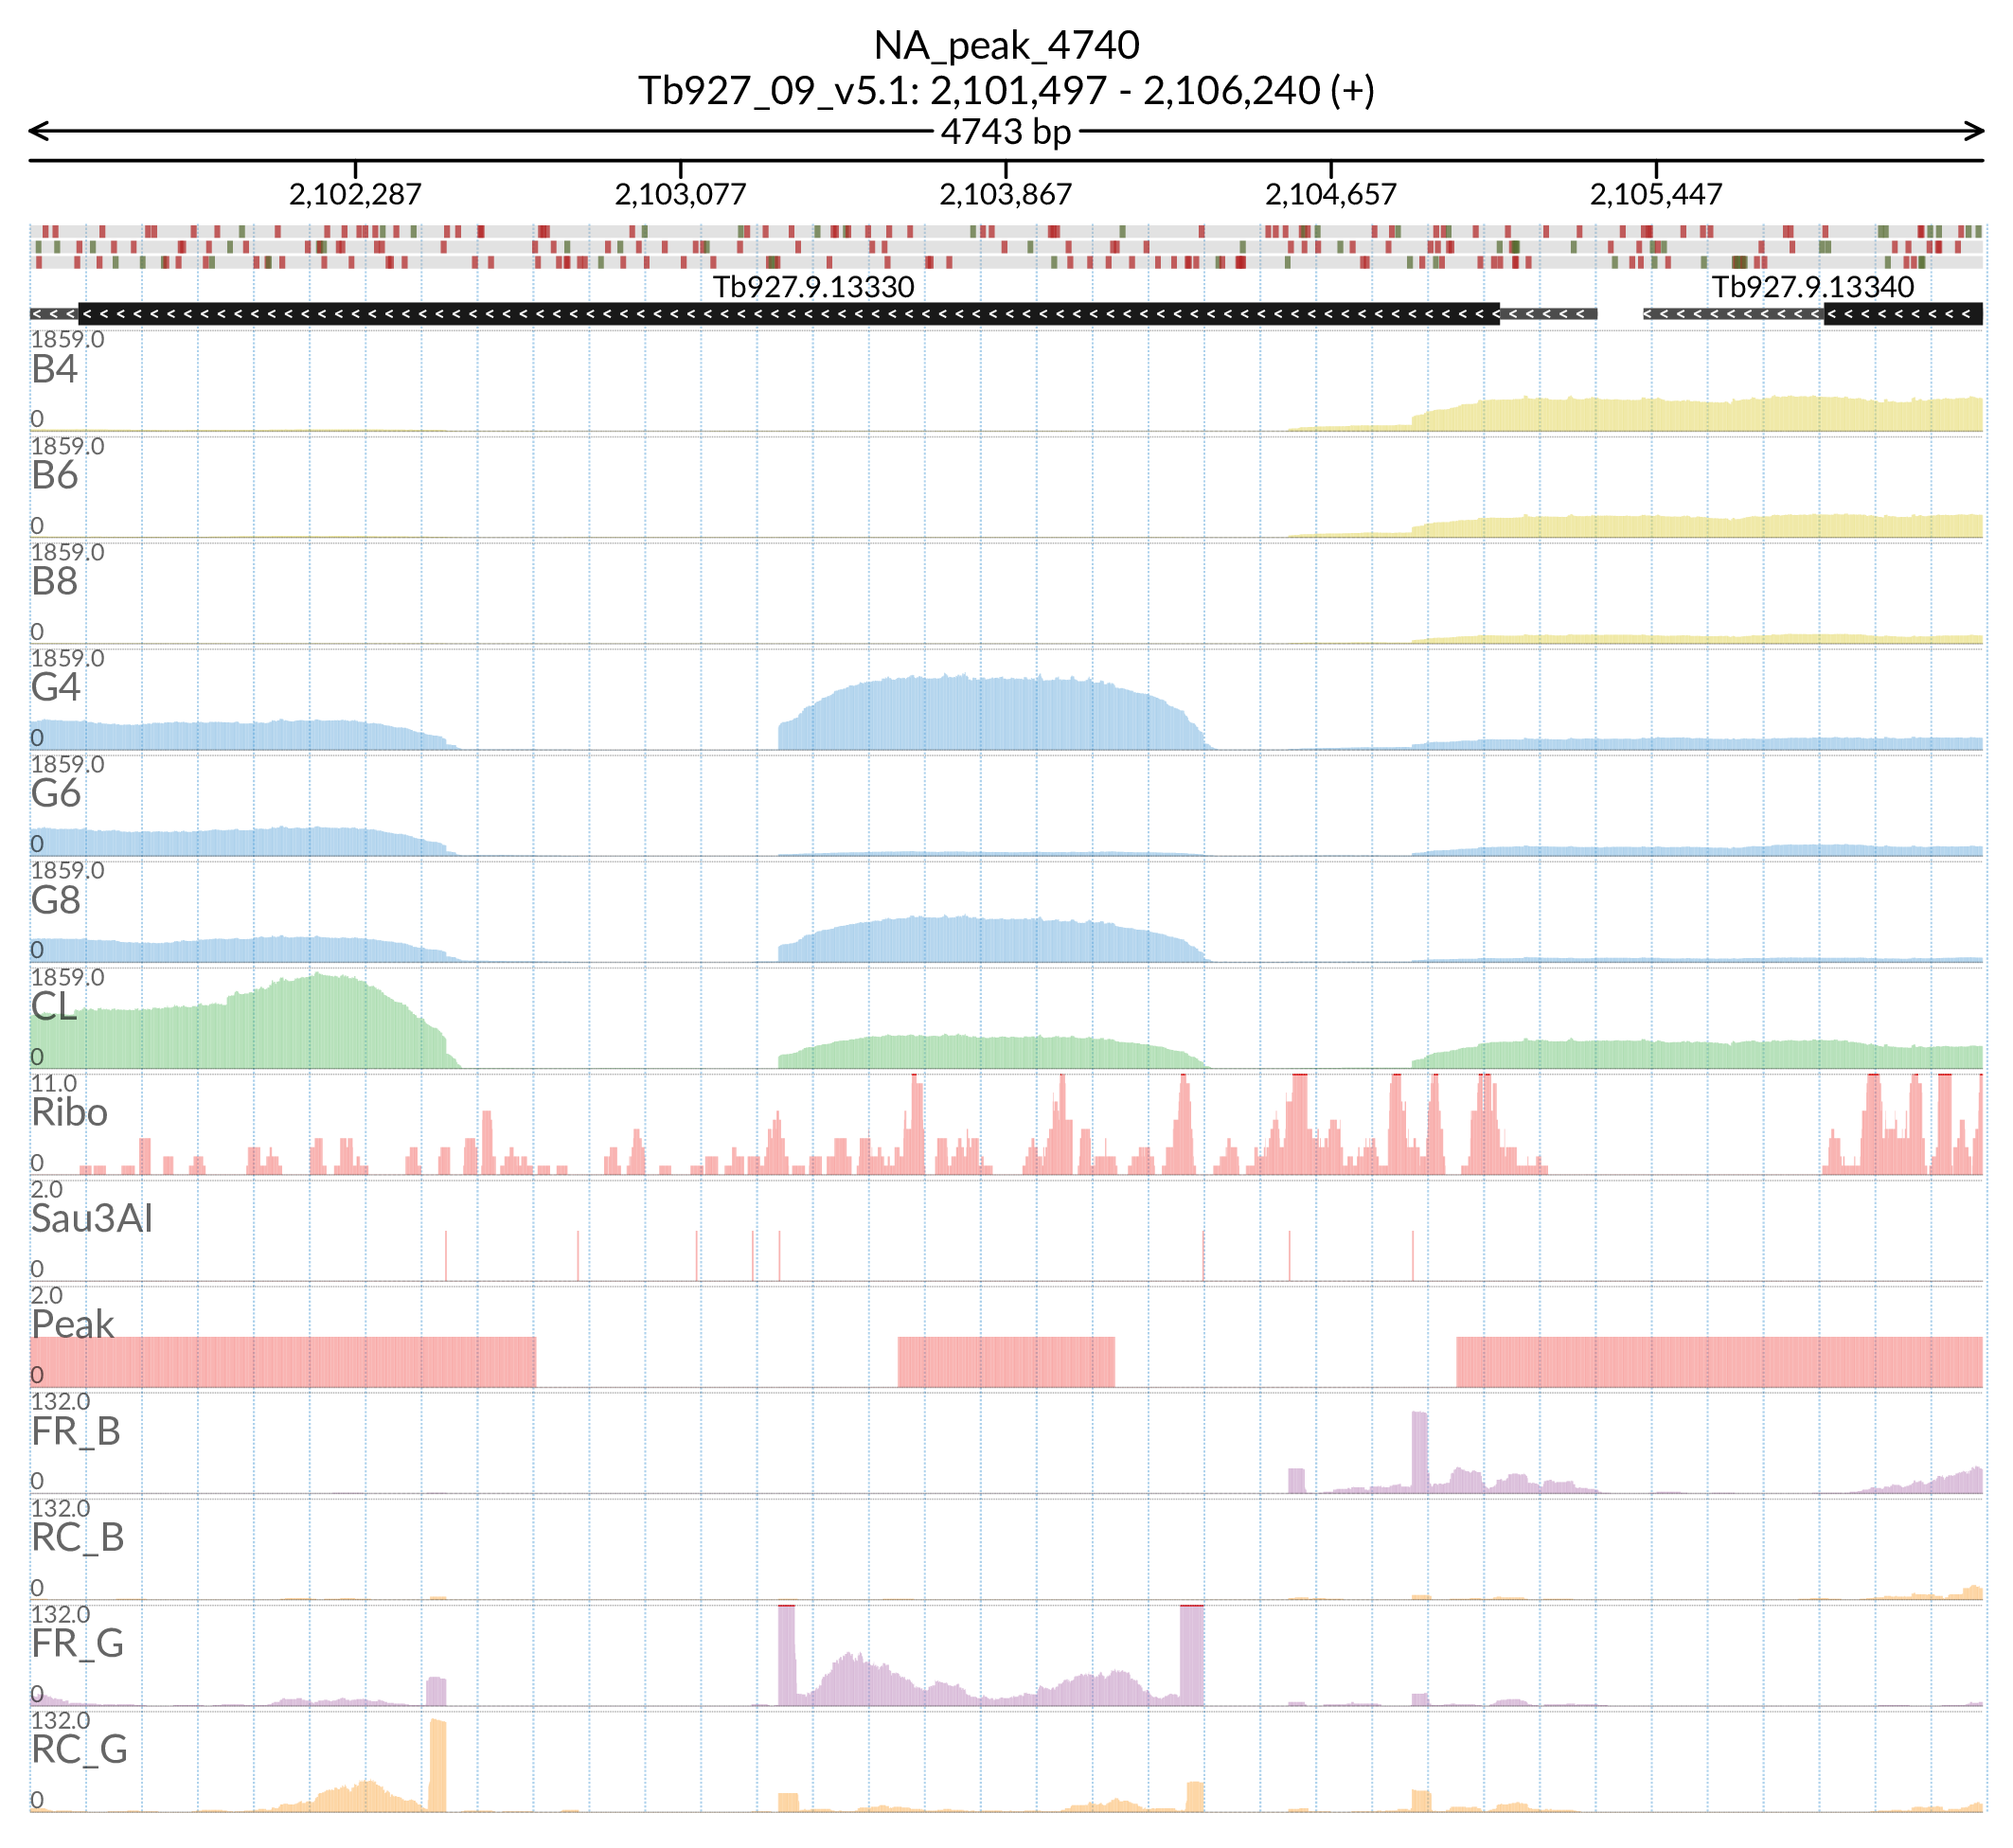 NA_peak_4740
Tb927_09_v5.1: 2,101,497 - 2,106,240 (+)
4743 bp
2,102,287 2,103,077 2,103,867 2,104,657 2,105,447
Tb927.9.13330 Tb927.9.13340
1859.0
B4
0
1859.0
B6
0
1859.0
B8
0
1859.0
G4
0
1859.0
G6
0
1859.0
G8
0
1859.0
CL
0
11.0
Ribo
0
2.0
Sau3AI
0
2.0
Peak
0
132.0
FR_B
0
132.0
RC_B
0
132.0
FR_G
0
132.0
RC_G
0